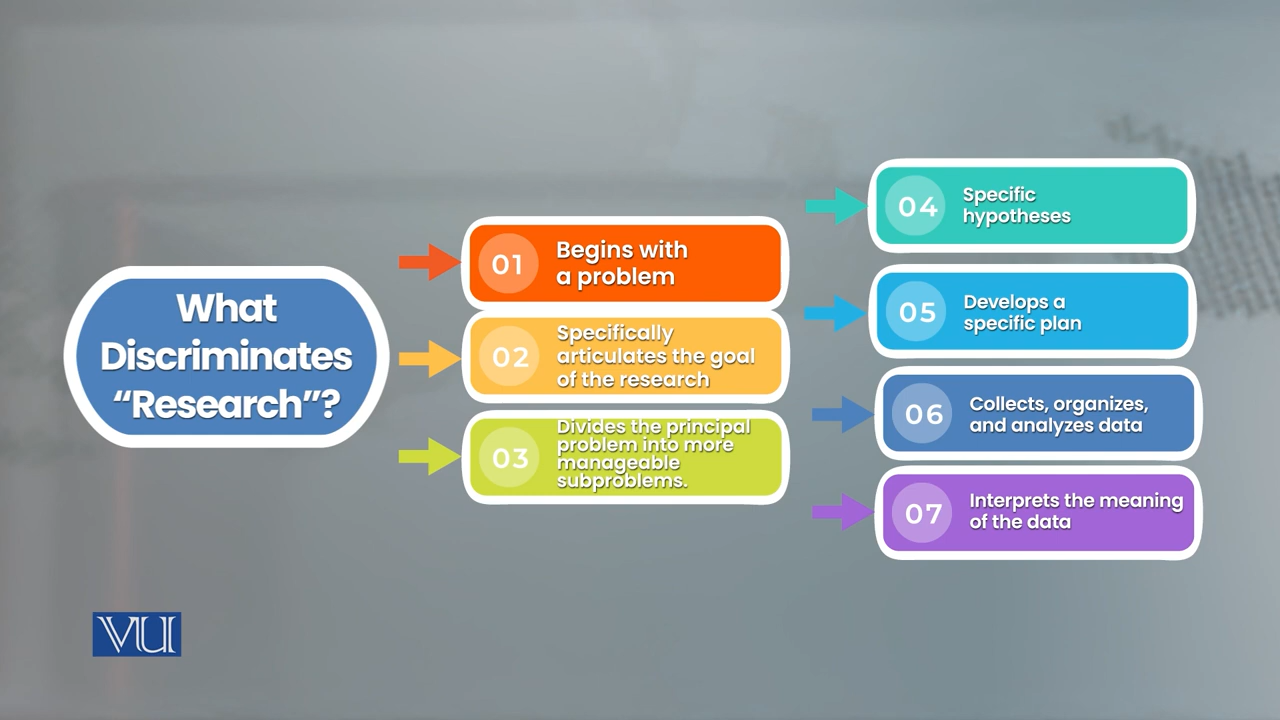 What
Discriminates
“Research”?
01
Begins with
a problem
02
Specifically
articulates the goal
of the research
03
Divides the principal
problem into more
manageable
subproblems.
04
Specific
hypotheses
05
Develops a
specific plan
06
Collects, organizes,
and analyzes data
07
Interprets the meaning
of the data
VU